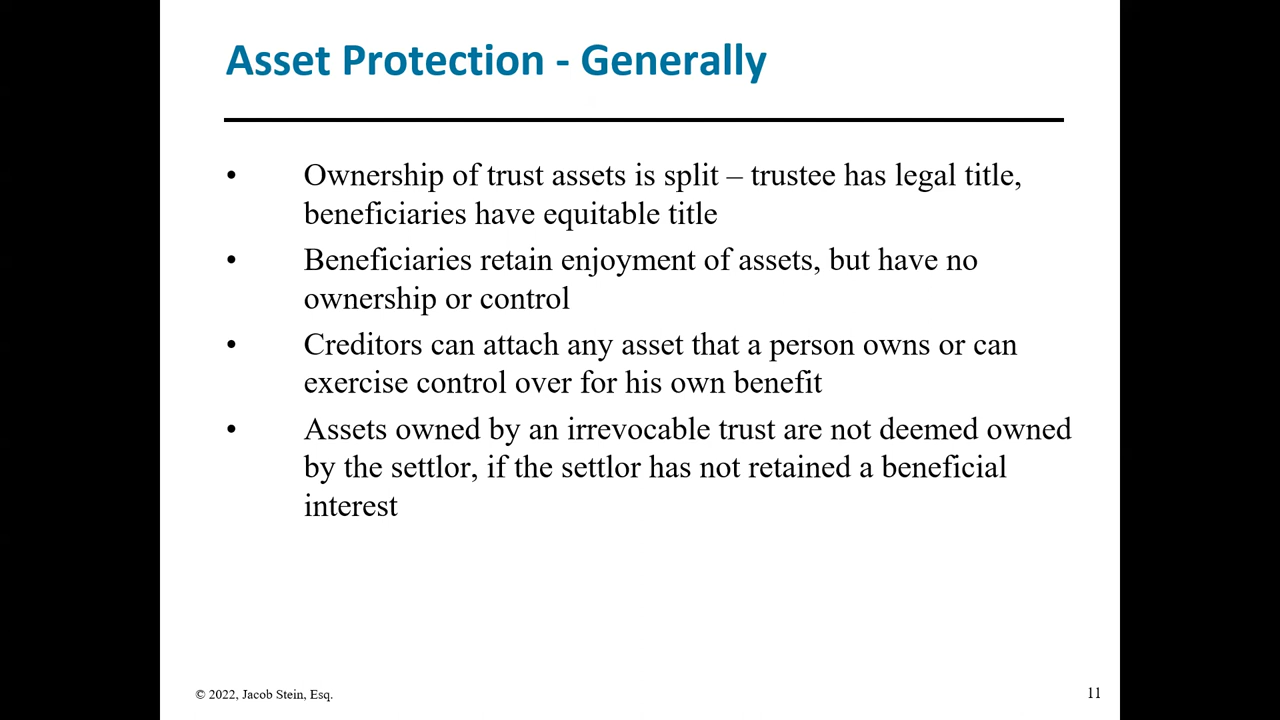 Asset Protection - Generally
• Ownership of trust assets is split – trustee has legal title,
beneficiaries have equitable title
• Beneficiaries retain enjoyment of assets, but have no
ownership or control
• Creditors can attach any asset that a person owns or can
exercise control over for his own benefit
• Assets owned by an irrevocable trust are not deemed owned
by the settlor, if the settlor has not retained a beneficial
interest
© 2022, Jacob Stein, Esq.
11